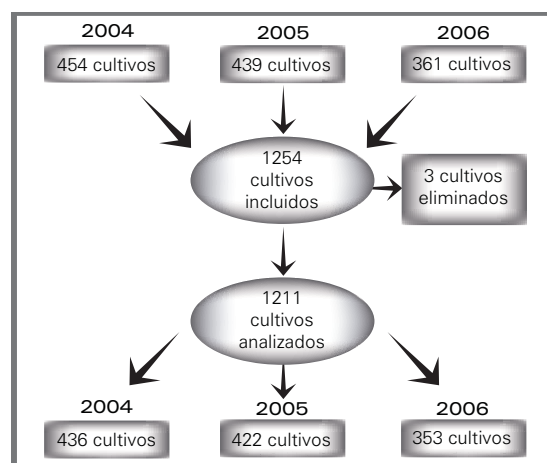 2004
2005
2006
454 cultivos
439 cultivos
361 cultivos
1254
cultivos
incluidos
3 cultivos
eliminados
1211
cultivos
analizados
2004
2005
2006
436 cultivos
422 cultivos
353 cultivos